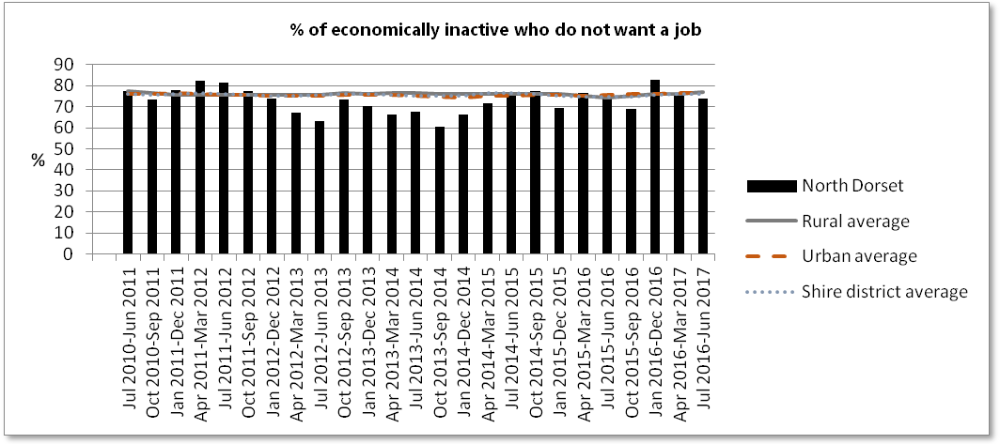 % of economically inactive who do not want a job
90
80
70
60
50
40
30
20
10
0
%
Jul 2010-Jun 2011
Oct 2010-Sep 2011
Jan 2011-Dec 2011
Apr 2011-Mar 2012
Jul 2011-Jun 2012
Oct 2011-Sep 2012
Jan 2012-Dec 2012
Apr 2012-Mar 2013
Jul 2012-Jun 2013
Oct 2012-Sep 2013
Jan 2013-Dec 2013
Apr 2013-Mar 2014
Jul 2013-Jun 2014
Oct 2013-Sep 2014
Jan 2014-Dec 2014
Apr 2014-Mar 2015
Jul 2014-Jun 2015
Oct 2014-Sep 2015
Jan 2015-Dec 2015
Apr 2015-Mar 2016
Jul 2015-Jun 2016
Oct 2015-Sep 2016
Jan 2016-Dec 2016
Apr 2016-Mar 2017
Jul 2016-Jun 2017
North Dorset
Rural average
Urban average
Shire district average